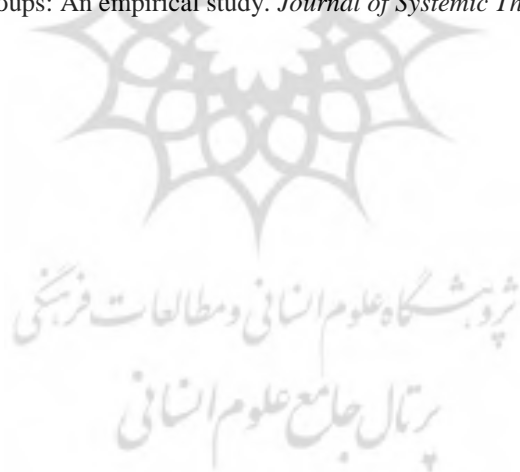 oups: An empirical study. Journal of Systemic Th
پژوهشگاه علوم انسانی و مطالعات فرهنگی
پرتال جامع علوم انسانی